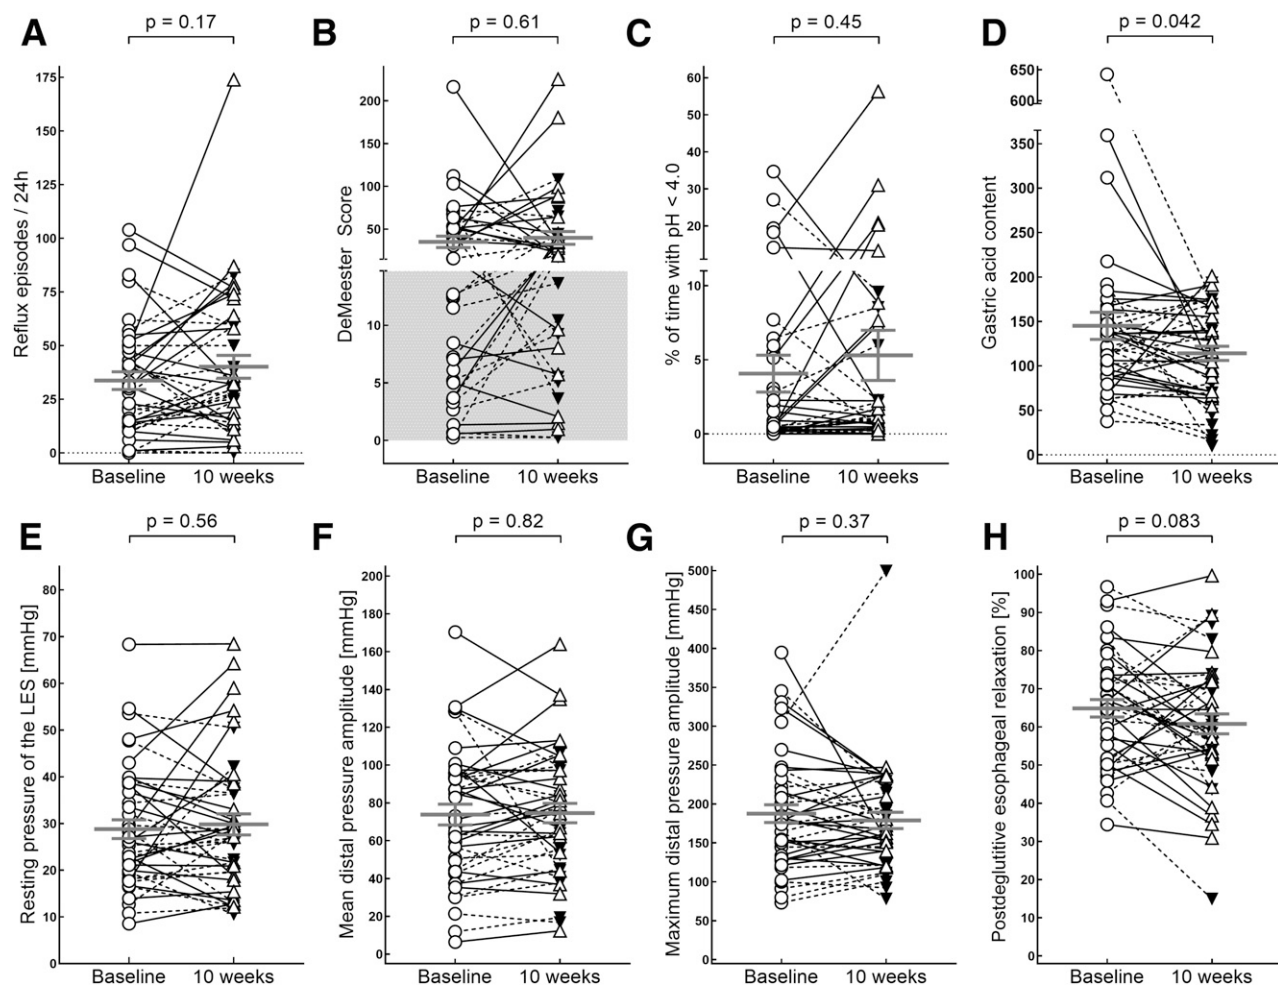 A
p = 0.17
Reflux episodes / 24h
175
150
125
100
75
50
25
0
Baseline 10 weeks
B
p = 0.61
DeMeester Score
200
150
100
50
10
5
0
Baseline 10 weeks
C
p = 0.45
% of time with pH < 4.0
60
50
40
30
20
10
5
0
Baseline 10 weeks
D
p = 0.042
Gastric acid content
650
600
350
300
250
200
150
100
50
0
Baseline 10 weeks
E
p = 0.56
Resting pressure of the LES [mmHg]
80
70
60
50
40
30
20
10
0
Baseline 10 weeks
F
p = 0.82
Mean distal pressure amplitude [mmHg]
200
180
160
140
120
100
80
60
40
20
0
Baseline 10 weeks
G
p = 0.37
Maximum distal pressure amplitude [mmHg]
500
450
400
350
300
250
200
150
100
50
0
Baseline 10 weeks
H
p = 0.083
Postdeglutitive esophageal relaxation [%]
100
90
80
70
60
50
40
30
20
10
0
Baseline 10 weeks